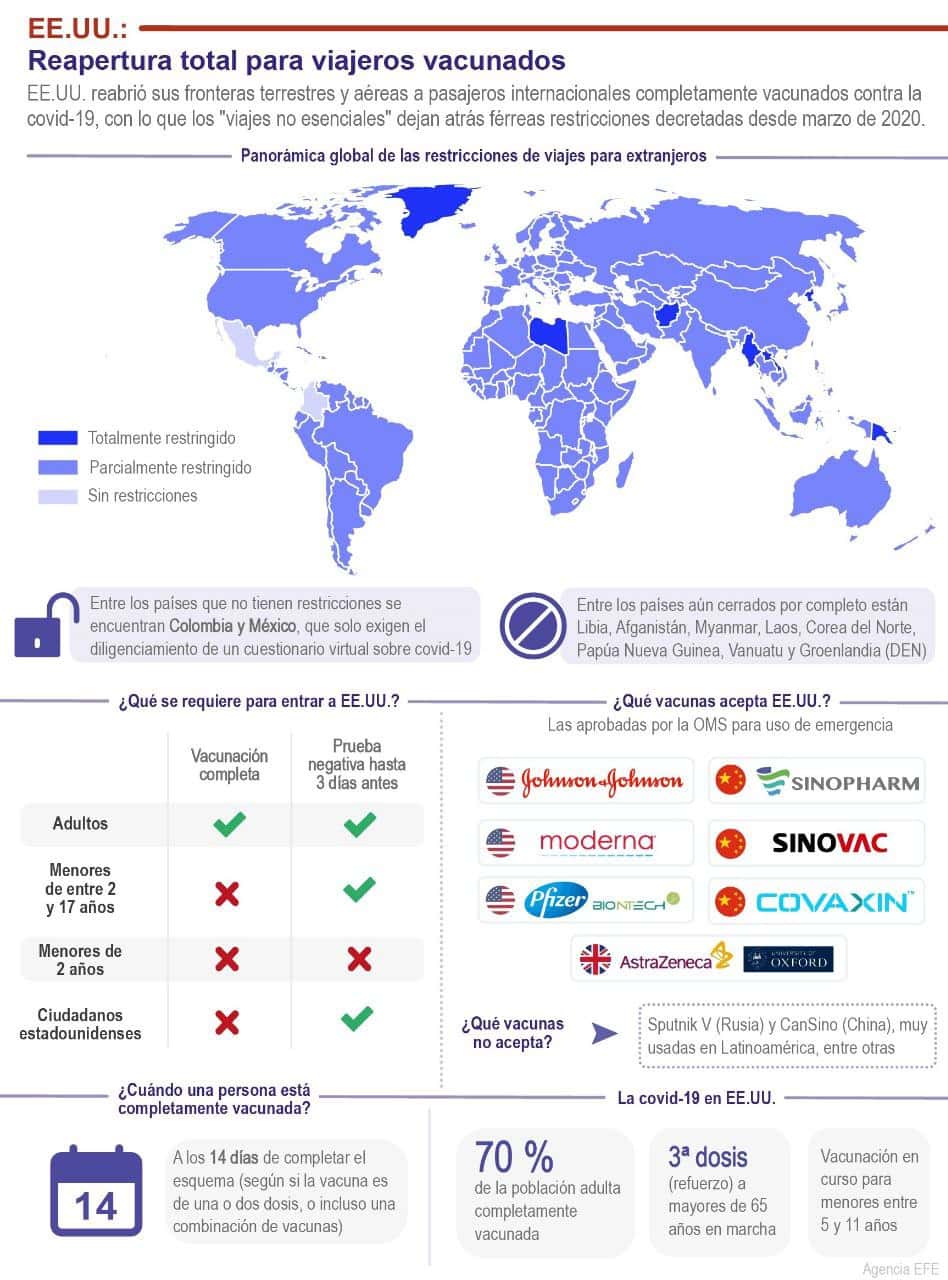 EE.UU.:
Reapertura total para viajeros vacunados
EE.UU. reabrió sus fronteras terrestres y aéreas a pasajeros internacionales completamente vacunados contra la
covid-19, con lo que los "viajes no esenciales" dejan atrás férreas restricciones decretadas desde marzo de 2020.
Panorámica global de las restricciones de viajes para extranjeros
Totalmente restringido
Parcialmente restringido
Sin restricciones
Entre los países que no tienen restricciones se
encuentran Colombia y México, que solo exigen el
diligenciamiento de un cuestionario virtual sobre covid-19
Entre los países aún cerrados por completo están
Libia, Afganistán, Myanmar, Laos, Corea del Norte,
Papúa Nueva Guinea, Vanuatu y Groenlandia (DEN)
¿Qué se requiere para entrar a EE.UU.?
Vacunación
completa
Prueba
negativa hasta
3 días antes
Adultos
Menores
de entre 2
y 17 años
Menores de
2 años
Ciudadanos
estadounidenses
¿Qué vacunas acepta EE.UU.?
Las aprobadas por la OMS para uso de emergencia
Johnson & Johnson
SINOPHARM
moderna
SINOVAC
Pfizer BIONTECH
COVAXIN™
AstraZeneca UNIVERSITY OF OXFORD
¿Qué vacunas
no acepta?
Sputnik V (Rusia) y CanSino (China), muy
usadas en Latinoamérica, entre otras
¿Cuándo una persona está
completamente vacunada?
14
A los 14 días de completar el
esquema (según si la vacuna es
de una o dos dosis, o incluso una
combinación de vacunas)
La covid-19 en EE.UU.
70 %
de la población adulta
completamente
vacunada
3ª dosis
(refuerzo) a
mayores de 65
años en marcha
Vacunación en
curso para
menores entre
5 y 11 años
Agencia EFE